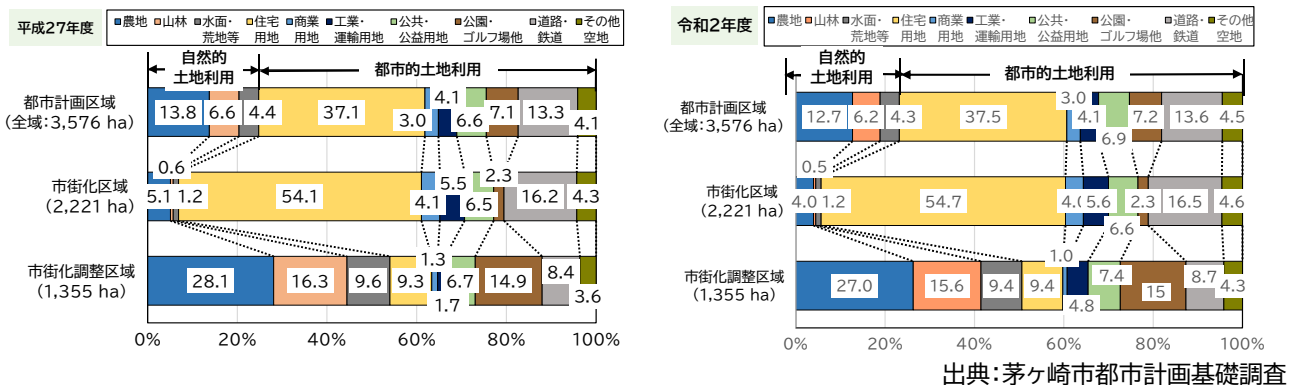 平成27年度
農地 山林 水面・荒地等 住宅用地 商業用地 工業・運輸用地 公共・公益用地 公園・ゴルフ場他 道路・鉄道 その他空地
自然的土地利用
都市的土地利用
都市計画区域
(全域:3,576 ha)
13.8 6.6 4.4 37.1 3.0 4.1 6.6 7.1 13.3 4.1
市街化区域
(2,221 ha)
5.1 0.6 1.2 54.1 4.1 5.5 6.5 2.3 16.2 4.3
市街化調整区域
(1,355 ha)
28.1 16.3 9.6 9.3 1.3 1.7 6.7 14.9 8.4 3.6
0% 20% 40% 60% 80% 100%
令和2年度
農地 山林 水面・荒地等 住宅用地 商業用地 工業・運輸用地 公共・公益用地 公園・ゴルフ場他 道路・鉄道 その他空地
自然的土地利用
都市的土地利用
都市計画区域
(全域:3,576 ha)
12.7 6.2 4.3 37.5 3.0 4.1 6.9 7.2 13.6 4.5
市街化区域
(2,221 ha)
4.0 0.5 1.2 54.7 4.0 5.6 6.6 2.3 16.5 4.6
市街化調整区域
(1,355 ha)
27.0 15.6 9.4 9.4 1.0 4.8 7.4 15 8.7 4.3
0% 20% 40% 60% 80% 100%
出典:茅ヶ崎市都市計画基礎調査